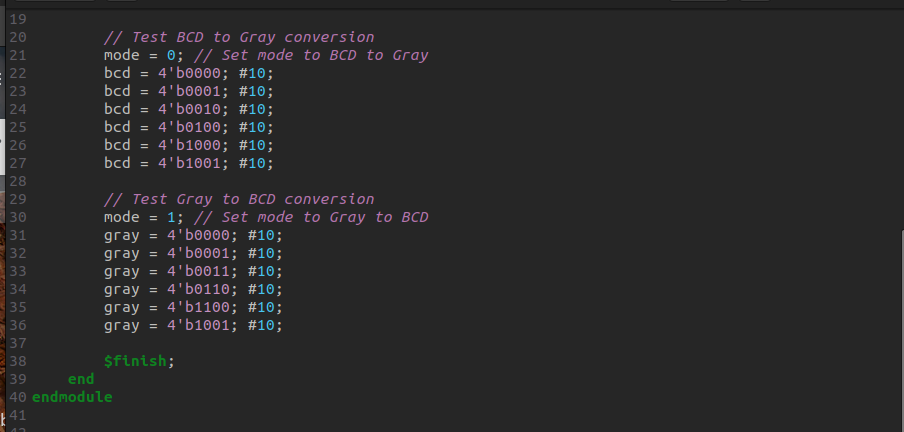 19
20 // Test BCD to Gray conversion
21 mode = 0; // Set mode to BCD to Gray
22 bcd = 4'b0000; #10;
23 bcd = 4'b0001; #10;
24 bcd = 4'b0010; #10;
25 bcd = 4'b0100; #10;
26 bcd = 4'b1000; #10;
27 bcd = 4'b1001; #10;
28
29 // Test Gray to BCD conversion
30 mode = 1; // Set mode to Gray to BCD
31 gray = 4'b0000; #10;
32 gray = 4'b0001; #10;
33 gray = 4'b0011; #10;
34 gray = 4'b0110; #10;
35 gray = 4'b1100; #10;
36 gray = 4'b1001; #10;
37
38 $finish;
39 end
40 endmodule
41